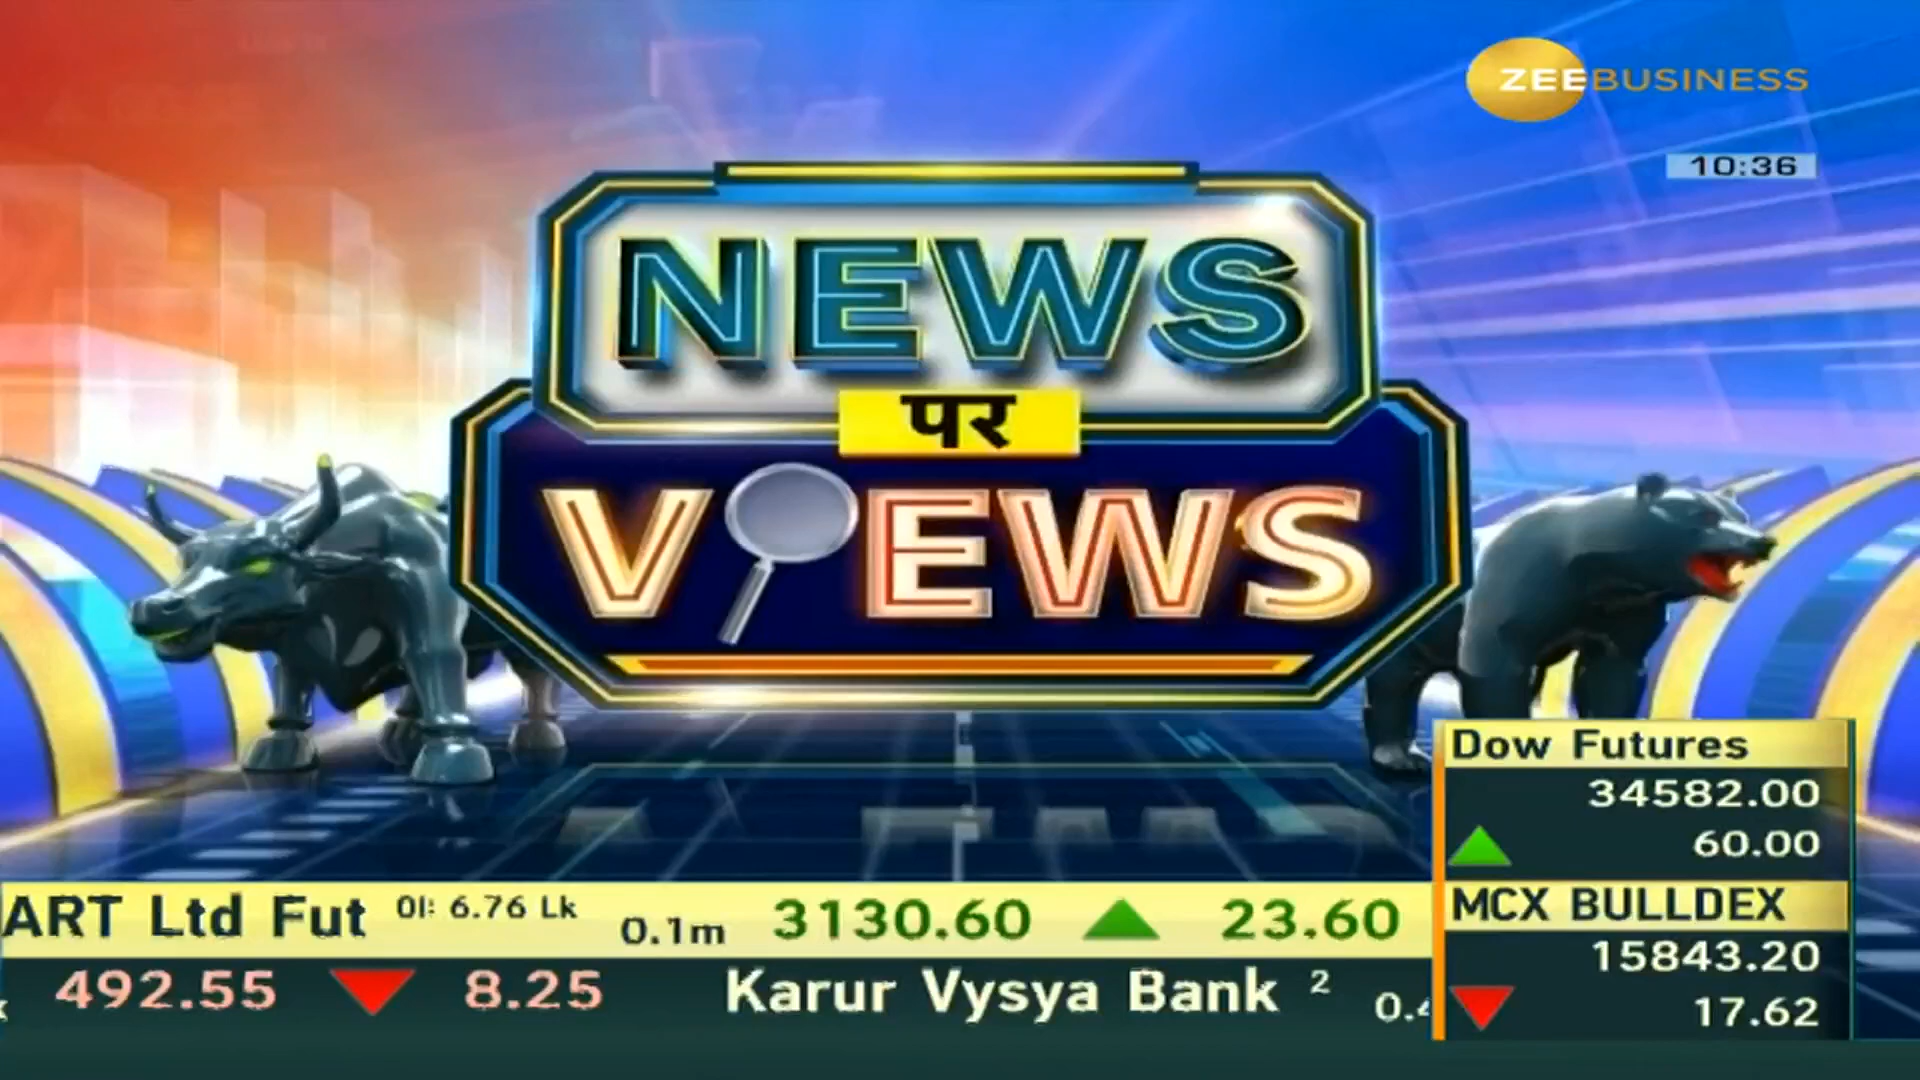 ZEEBUSINESS
10:36
NEWS
पर
VIEWS
Dow Futures
34582.00
60.00
MCX BULLDEX
15843.20
17.62
ART Ltd Fut OI: 6.76 Lk 0.1m 3130.60 23.60
492.55 8.25 Karur Vysya Bank 2